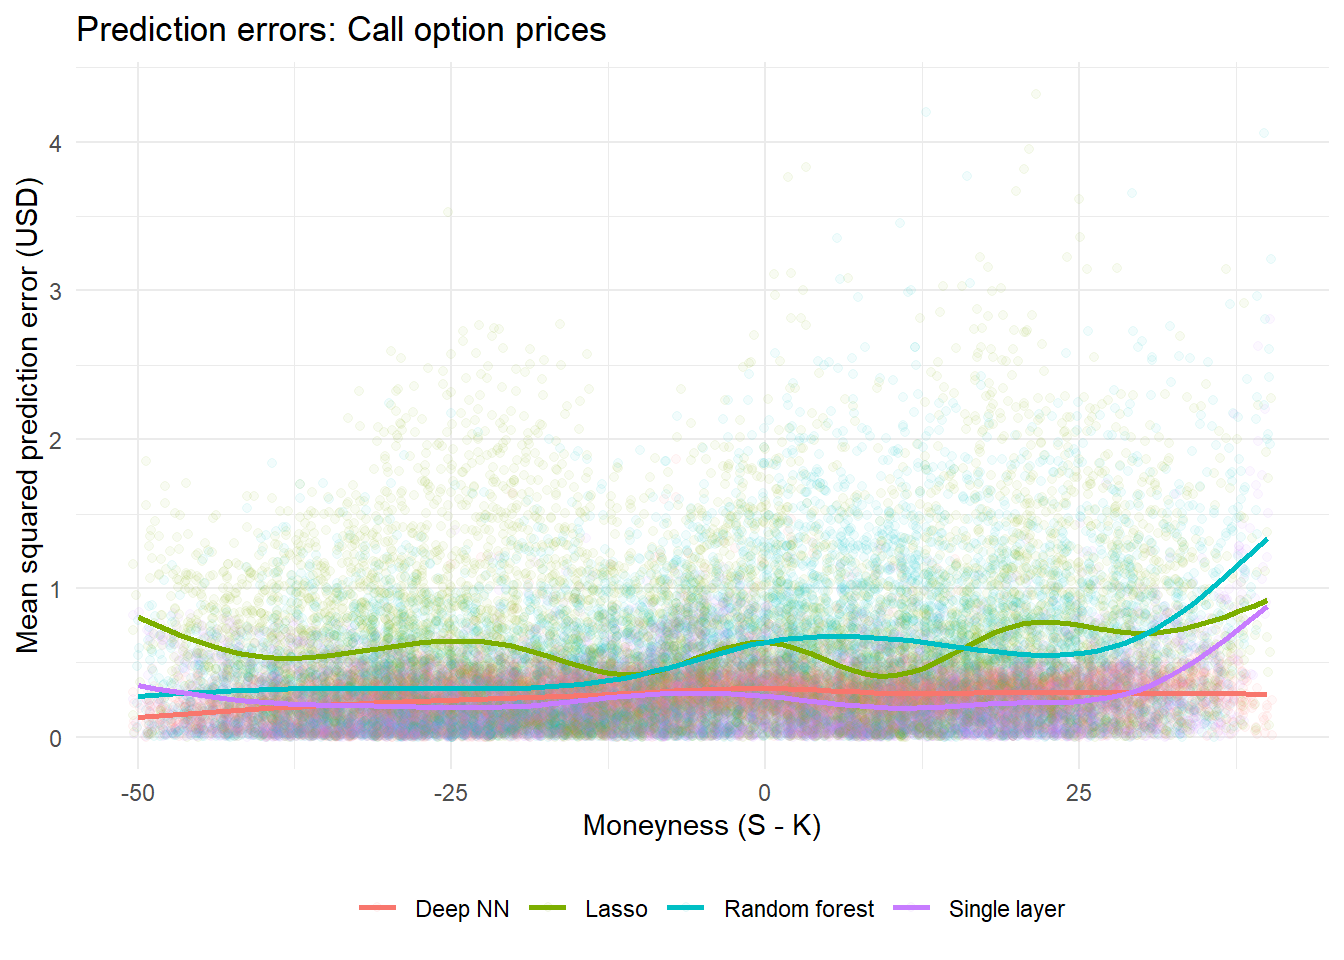 Prediction errors: Call option prices
Mean squared prediction error (USD)
4
3
2
1
0
-50 -25 0 25
Moneyness (S - K)
Deep NN Lasso Random forest Single layer